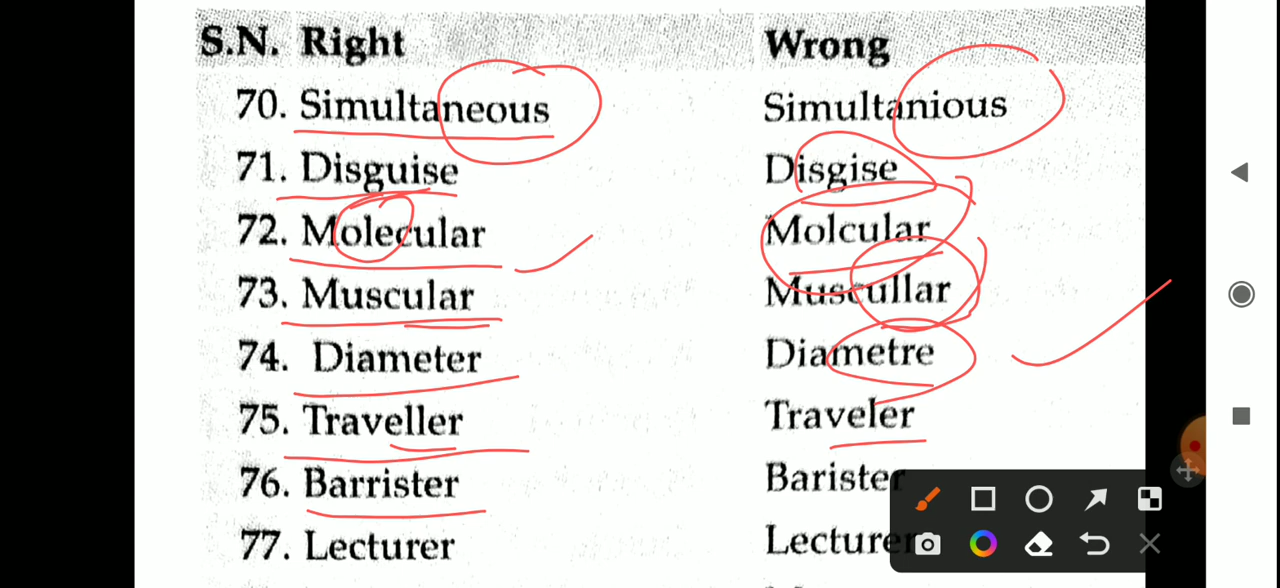 S.N. Right Wrong
70. Simultaneous Simultanious
71. Disguise Disgise
72. Molecular Molcular
73. Muscular Muscullar
74. Diameter Diametre
75. Traveller Traveler
76. Barrister Barister
77. Lecturer